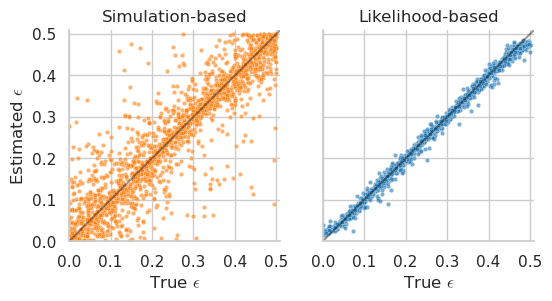 Simulation-based Likelihood-based
0.5
0.4
0.3
0.2
0.1
0.0
Estimated ϵ
0.0 0.1 0.2 0.3 0.4 0.5 0.0 0.1 0.2 0.3 0.4 0.5
True ϵ True ϵ